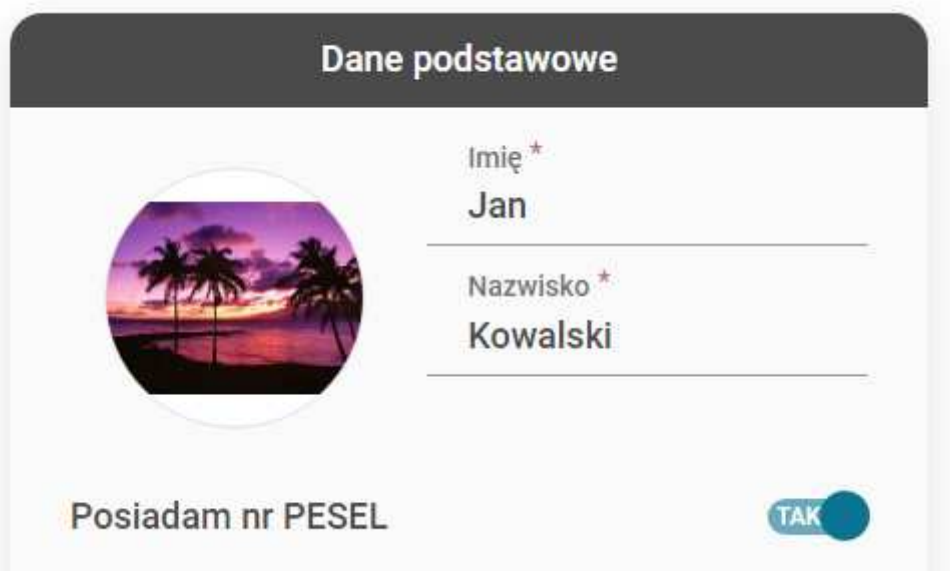 Dane podstawowe
Imię *
Jan
Nazwisko *
Kowalski
Posiadam nr PESEL
TAK